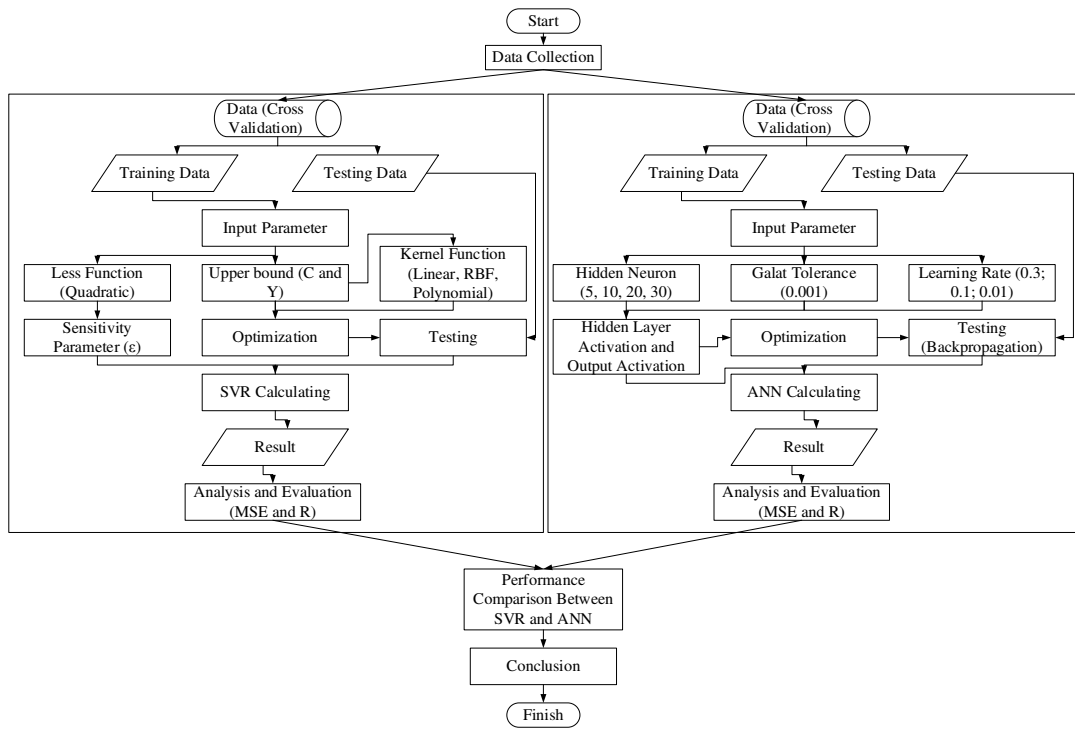 Start
Data Collection
Data (Cross
Validation)
Training Data
Testing Data
Input Parameter
Less Function
(Quadratic)
Upper bound (C and
Y)
Kernel Function
(Linear, RBF,
Polynomial)
Sensitivity
Parameter (ε)
Optimization
Testing
SVR Calculating
Result
Analysis and Evaluation
(MSE and R)
Data (Cross
Validation)
Training Data
Testing Data
Input Parameter
Hidden Neuron
(5, 10, 20, 30)
Galat Tolerance
(0.001)
Learning Rate (0.3;
0.1; 0.01)
Hidden Layer
Activation and
Output Activation
Optimization
Testing
(Backpropagation)
ANN Calculating
Result
Analysis and Evaluation
(MSE and R)
Performance
Comparison Between
SVR and ANN
Conclusion
Finish